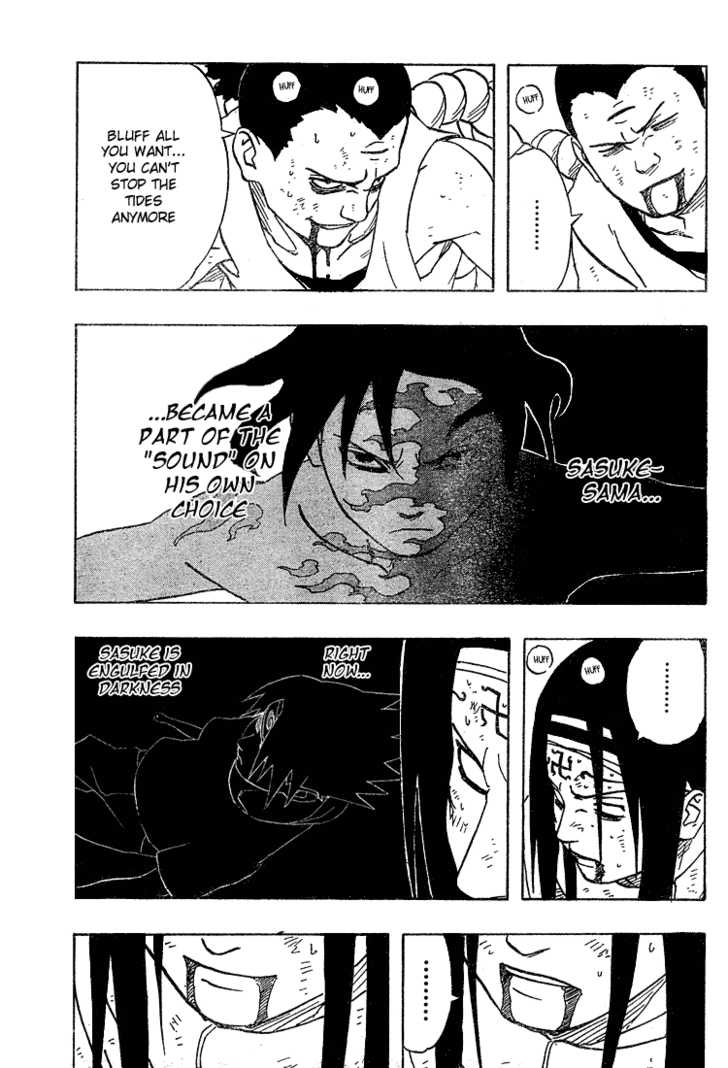 HUFF
.........
HUFF
HUFF
BLUFF ALL
YOU WANT...
YOU CAN'T
STOP THE
TIDES
ANYMORE
SASUKE-
SAMA...
...BECAME A
PART OF THE
"SOUND" ON
HIS OWN
CHOICE
.........
HUFF
HUFF
RIGHT
NOW...
SASUKE IS
ENGULFED IN
DARKNESS
.........